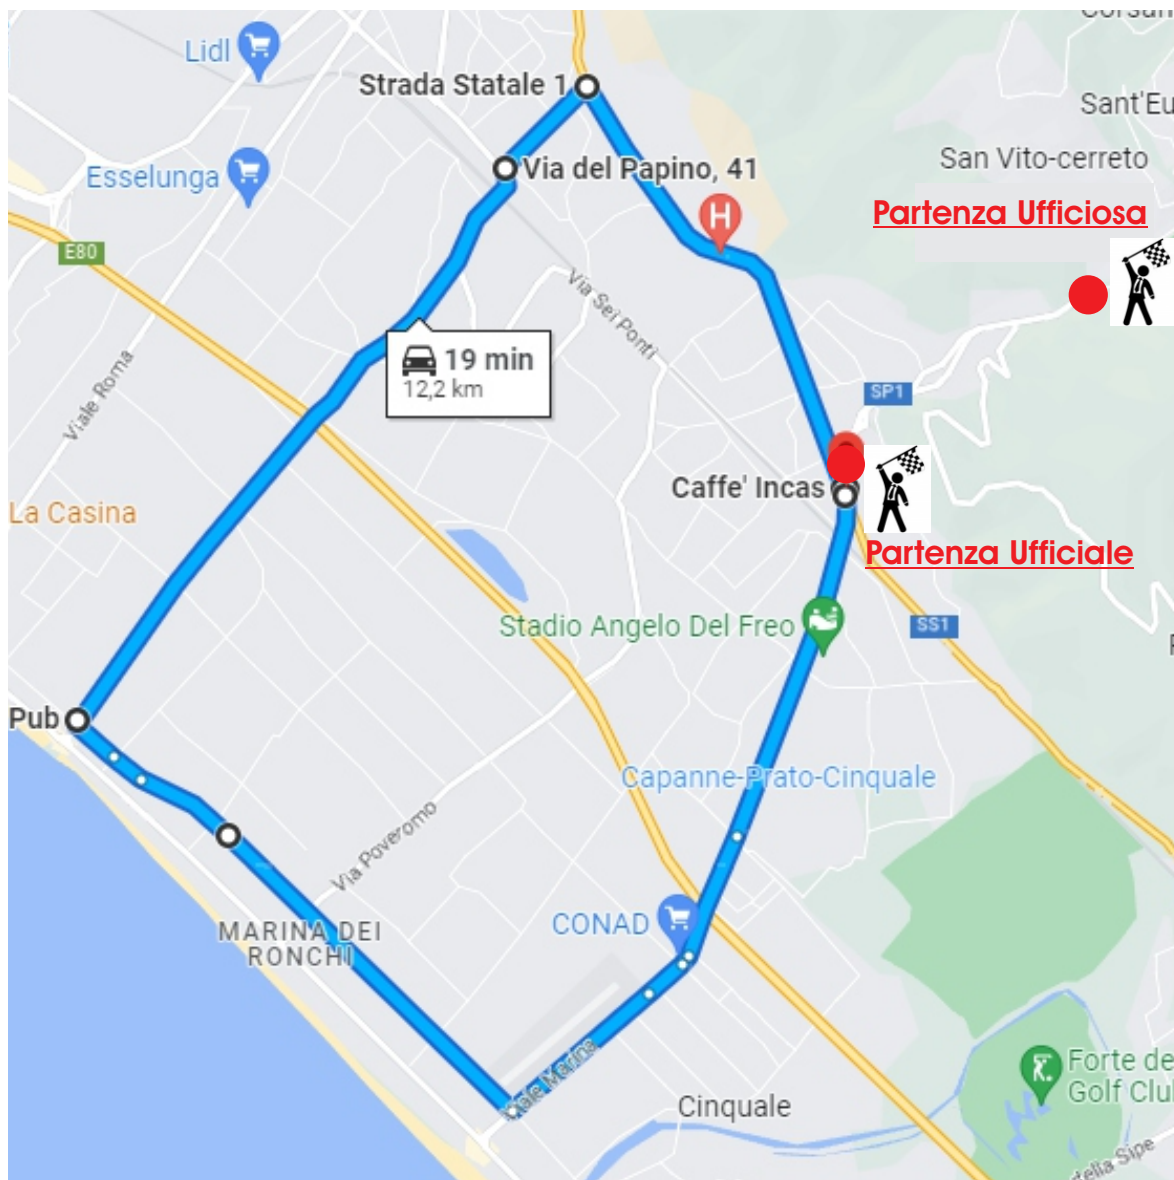 Lidl
Strada Statale 1
Sant'Eu
Via del Papino, 41
San Vito-cerreto
Esselunga
H
Partenza Ufficiosa
E80
Via Sei Ponti
19 min
12,2 km
Viale Roma
SP1
Caffe' Incas
La Casina
Partenza Ufficiale
Stadio Angelo Del Freo
SS1
Pub
Capanne-Prato-Cinquale
Via Poveromo
CONAD
MARINA DEI
RONCHI
Viale Marina
Forte de
Golf Clu
Cinquale
della Sipe